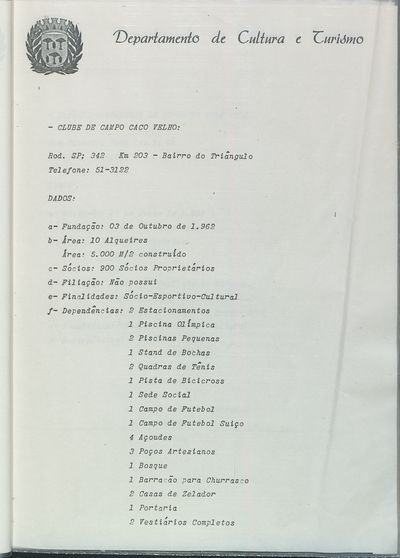 Departamento de Cultura e Turismo
- CLUBE DE CAMPO CACO VELHO:
Rod. SP; 342 Km 203 - Bairro do Triângulo
Telefone: 51-3122
DADOS:
a- Fundação: 03 de Outubro de 1.962
b- Área: 10 Alqueires
Área: 5.000 M/2 construído
c- Sócios: 900 Sócios Proprietários
d- Filiação: Não possui
e- Finalidades: Sócio-Esportivo-Cultural
f- Dependências: 2 Estacionamentos
1 Piscina Olímpica
2 Piscinas Pequenas
1 Stand de Bochas
2 Quadras de Tênis
1 Pista de Bicicross
1 Sede Social
1 Campo de Futebol
1 Campo de Futebol Suiço
4 Açoudes
3 Poços Artezianos
1 Bosque
1 Barracão para Churrasco
2 Casas de Zelador
1 Portaria
2 Vestiários Completos